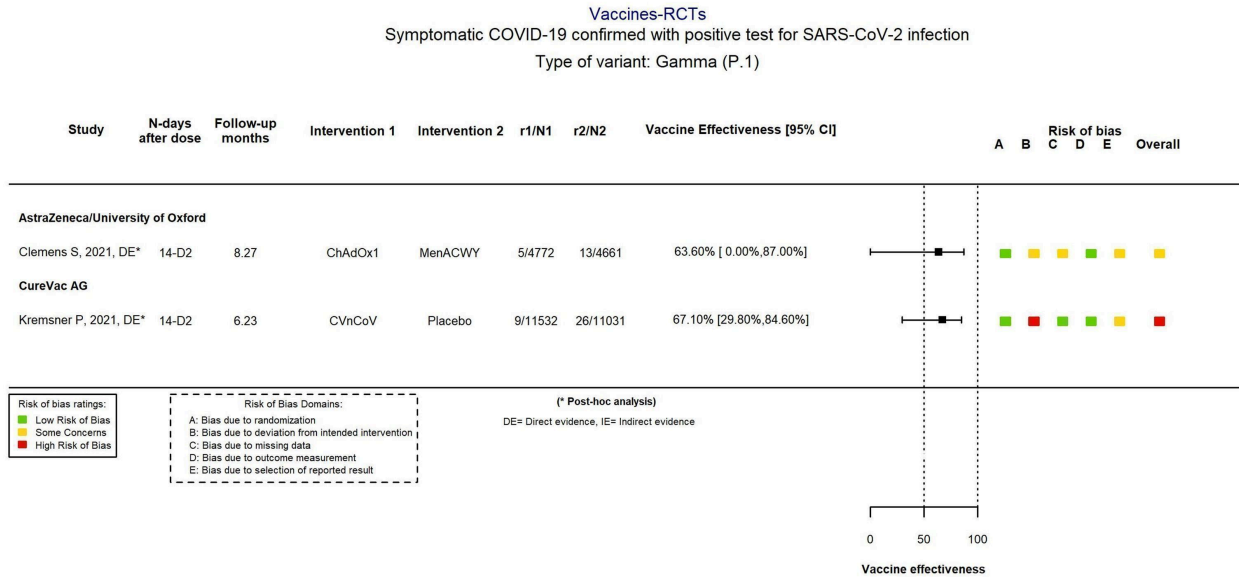 Vaccines-RCTs
Symptomatic COVID-19 confirmed with positive test for SARS-CoV-2 infection
Type of variant: Gamma (P.1)
Study N-days after dose Follow-up months Intervention 1 Intervention 2 r1/N1 r2/N2 Vaccine Effectiveness [95% CI] Risk of bias
A B C D E Overall
AstraZeneca/University of Oxford
Clemens S, 2021, DE* 14-D2 8.27 ChAdOx1 MenACWY 5/4772 13/4661 63.60% [ 0.00%,87.00%]
CureVac AG
Kremsner P, 2021, DE* 14-D2 6.23 CVnCoV Placebo 9/11532 26/11031 67.10% [29.80%,84.60%]
Risk of bias ratings:
Low Risk of Bias
Some Concerns
High Risk of Bias
Risk of Bias Domains:
A: Bias due to randomization
B: Bias due to deviation from intended intervention
C: Bias due to missing data
D: Bias due to outcome measurement
E: Bias due to selection of reported result
(* Post-hoc analysis)
DE= Direct evidence, IE= Indirect evidence
0 50 100
Vaccine effectiveness